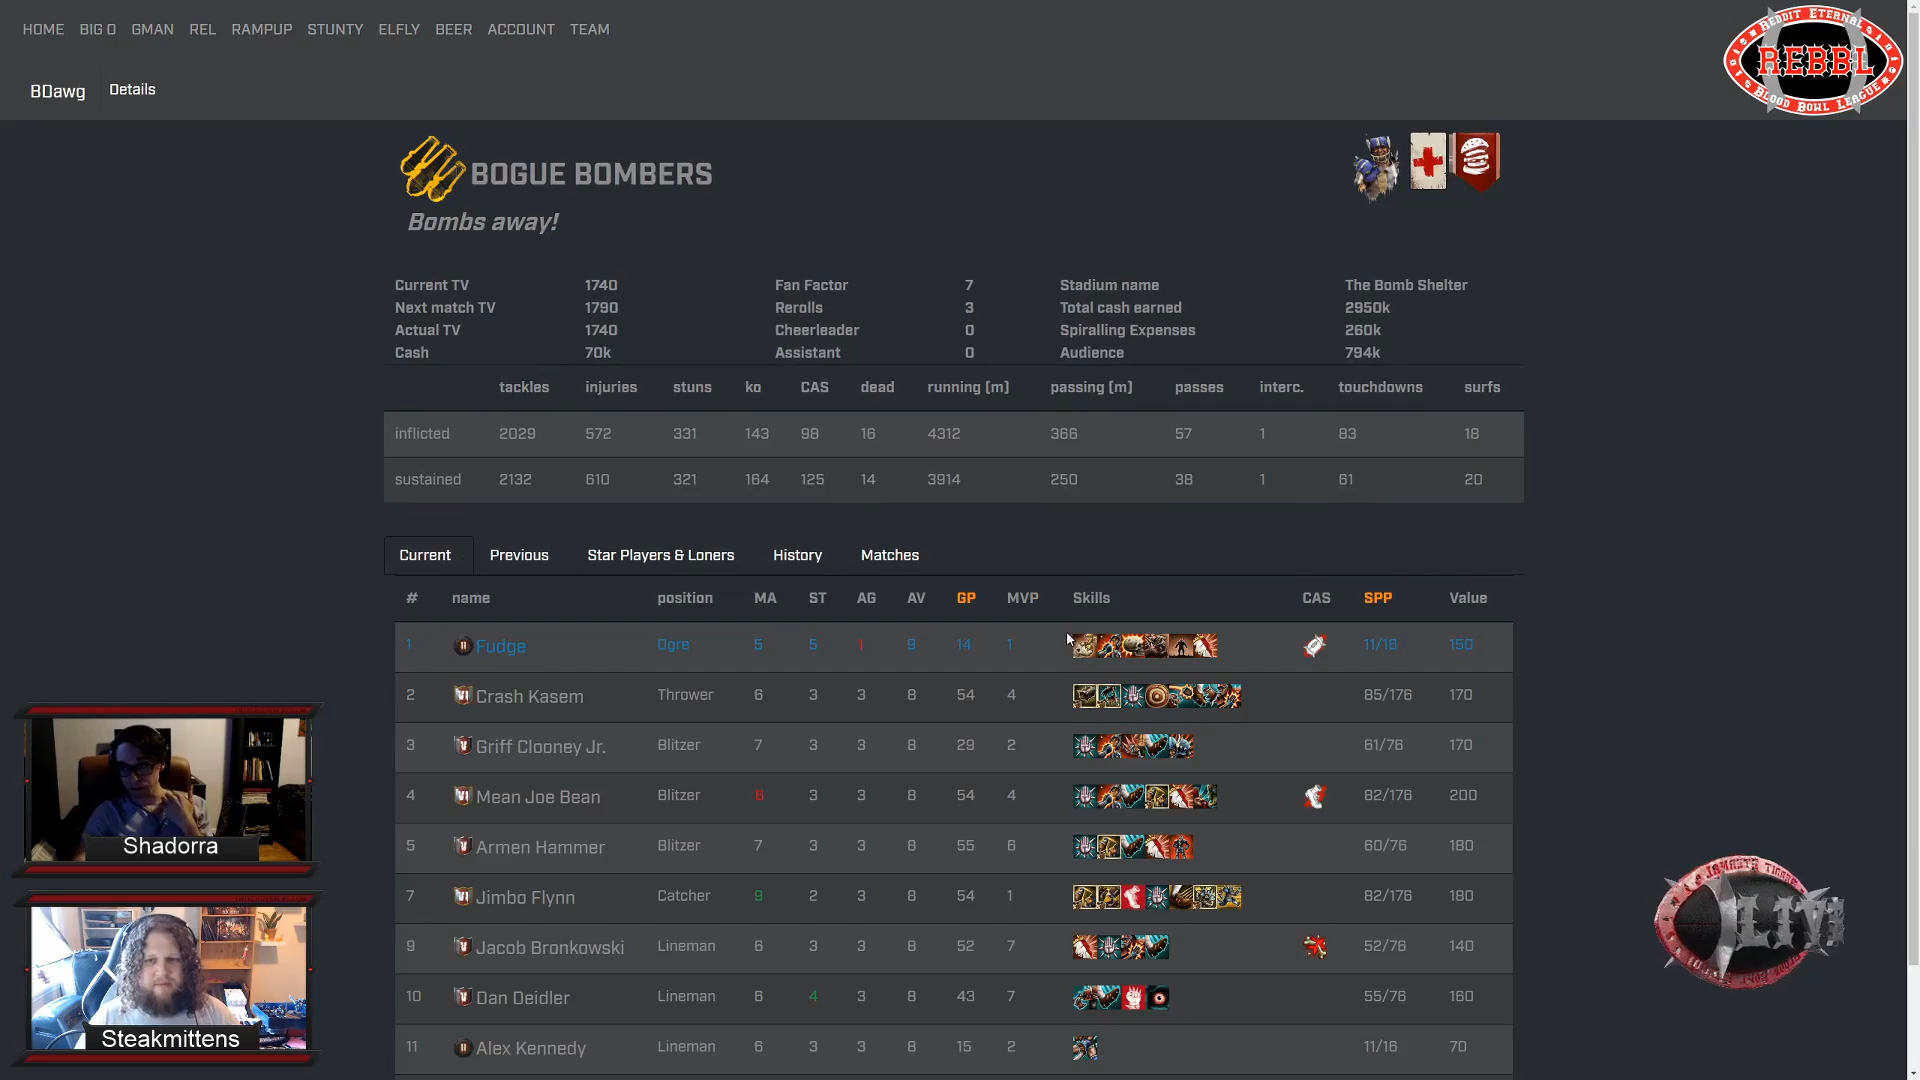 HOME BIG O GMAN REL RAMPUP STUNTY ELFLY BEER ACCOUNT TEAM
REDDIT ETERNAL
REBBL
BLOOD BOWL LEAGUE
BDawg Details
BOGUE BOMBERS
Bombs away!
Current TV 1740 Fan Factor 7 Stadium name The Bomb Shelter
Next match TV 1790 Rerolls 3 Total cash earned 2950k
Actual TV 1740 Cheerleader 0 Spiralling Expenses 260k
Cash 70k Assistant 0 Audience 794k
tackles injuries stuns ko CAS dead running (m) passing (m) passes interc. touchdowns surfs
inflicted 2029 572 331 143 98 16 4312 366 57 1 83 18
sustained 2132 610 321 164 125 14 3914 250 38 1 61 20
Current Previous Star Players & Loners History Matches
# name position MA ST AG AV GP MVP Skills CAS SPP Value
1 II Fudge Ogre 5 5 1 9 14 1 11/16 150
2 VI Crash Kasem Thrower 6 3 3 8 54 4 85/176 170
3 V Griff Clooney Jr. Blitzer 7 3 3 8 29 2 61/76 170
4 VI Mean Joe Bean Blitzer 6 3 3 8 54 4 82/176 200
5 V Armen Hammer Blitzer 7 3 3 8 55 6 60/76 180
7 VI Jimbo Flynn Catcher 9 2 3 8 54 1 82/176 180
9 V Jacob Bronkowski Lineman 6 3 3 8 52 7 52/76 140
10 V Dan Deidler Lineman 6 4 3 8 43 7 55/76 160
11 II Alex Kennedy Lineman 6 3 3 8 15 2 11/16 70
Shadorra
Steakmittens
LIVE